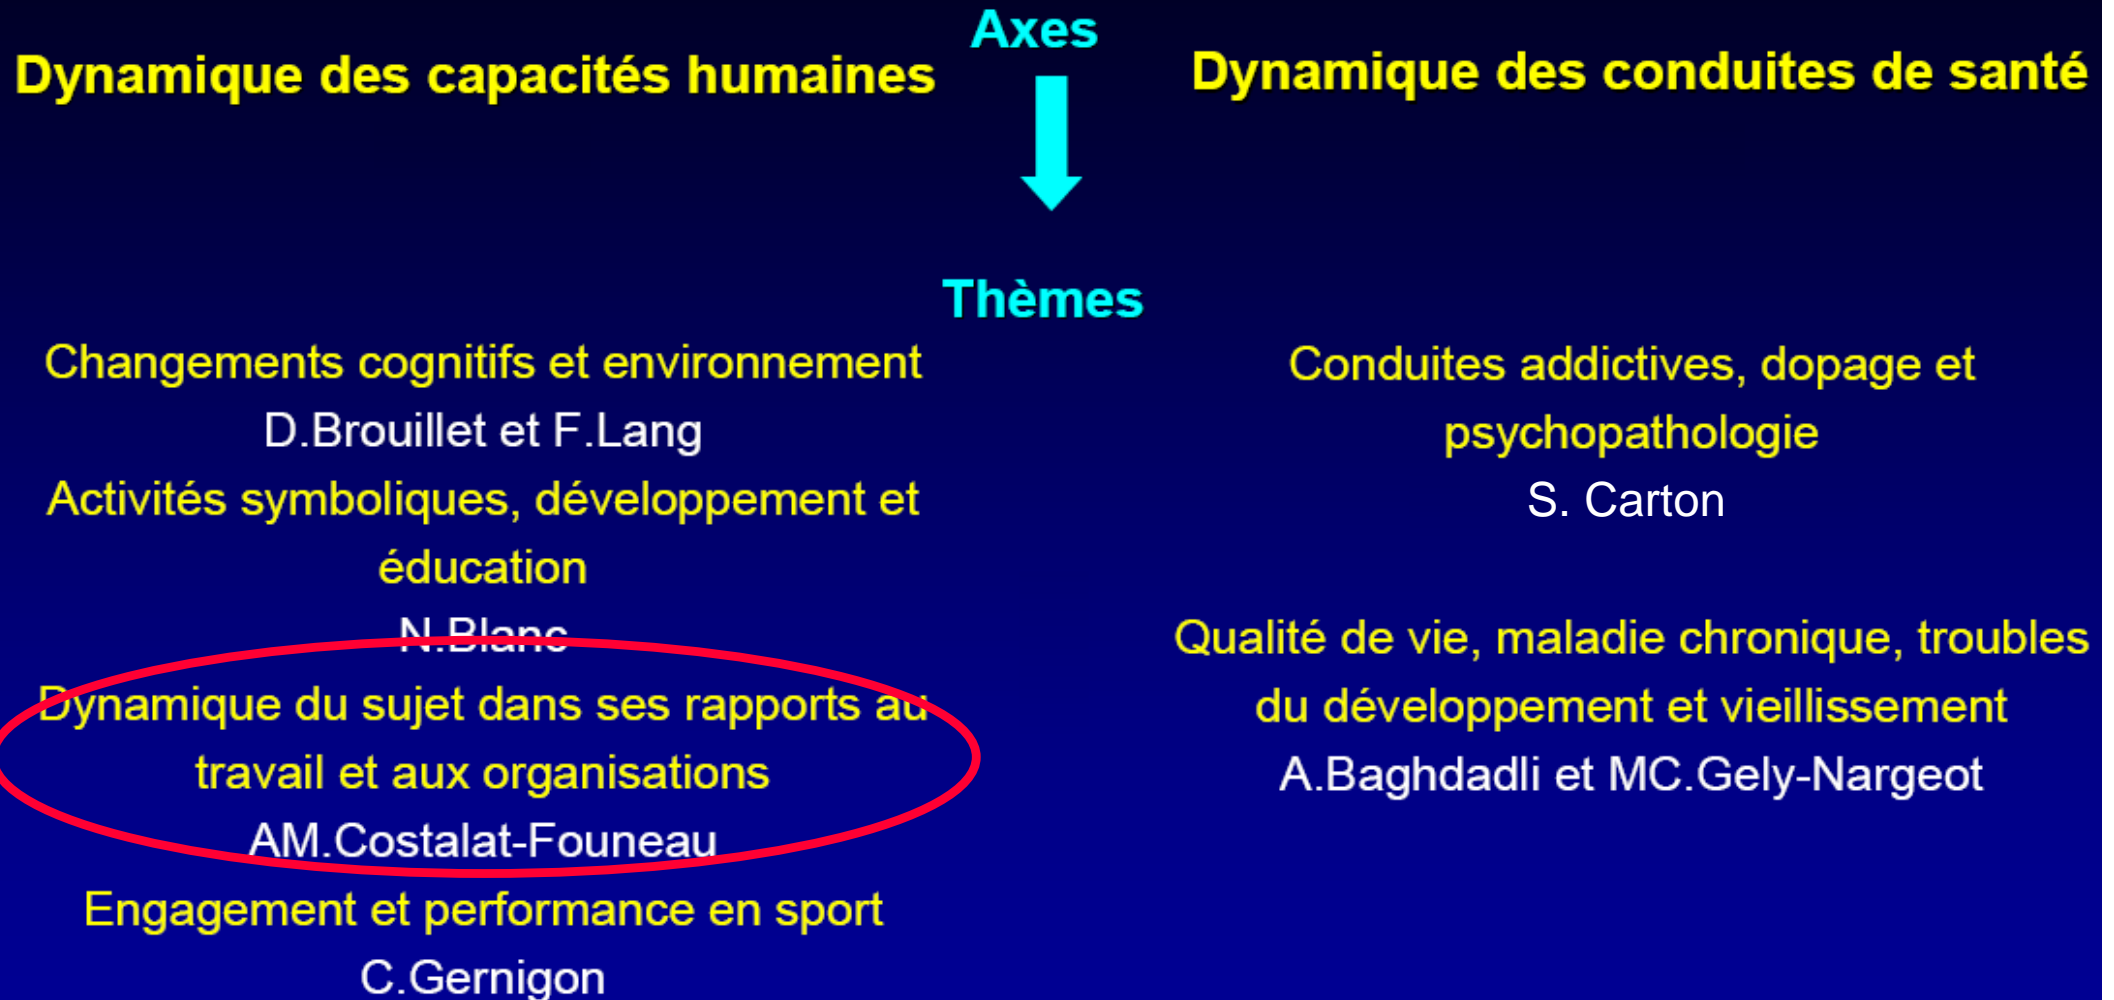 Axes
Dynamique des capacités humaines
Dynamique des conduites de santé
Thèmes
Changements cognitifs et environnement
D.Brouillet et F.Lang
Activités symboliques, développement et
éducation
N.Blanc
Dynamique du sujet dans ses rapports au
travail et aux organisations
AM.Costalat-Founeau
Engagement et performance en sport
C.Gernigon
Conduites addictives, dopage et
psychopathologie
S. Carton
Qualité de vie, maladie chronique, troubles
du développement et vieillissement
A.Baghdadli et MC.Gely-Nargeot